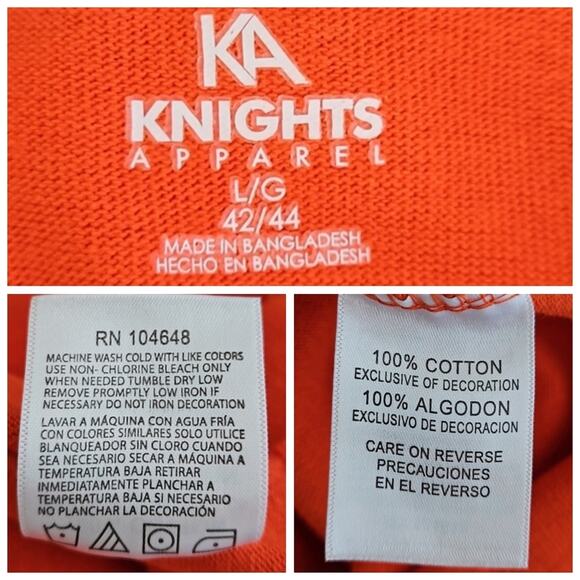 KA
KNIGHTS
APPAREL
L/G
42/44
MADE IN BANGLADESH
HECHO EN BANGLADESH
RN 104648
MACHINE WASH COLD WITH LIKE COLORS
USE NON- CHLORINE BLEACH ONLY
WHEN NEEDED TUMBLE DRY LOW
REMOVE PROMPTLY LOW IRON IF
NECESSARY DO NOT IRON DECORATION
LAVAR A MÁQUINA CON AGUA FRÍA
CON COLORES SIMILARES SOLO UTILICE
BLANQUEADOR SIN CLORO CUANDO
SEA NECESARIO SECAR A MÁQUINA A
TEMPERATURA BAJA RETIRAR
INMEDIATAMENTE PLANCHAR A
TEMPERATURA BAJA SI NECESARIO
NO PLANCHAR LA DECORACIÓN
100% COTTON
EXCLUSIVE OF DECORATION
100% ALGODON
EXCLUSIVO DE DECORACION
CARE ON REVERSE
PRECAUCIONES
EN EL REVERSO